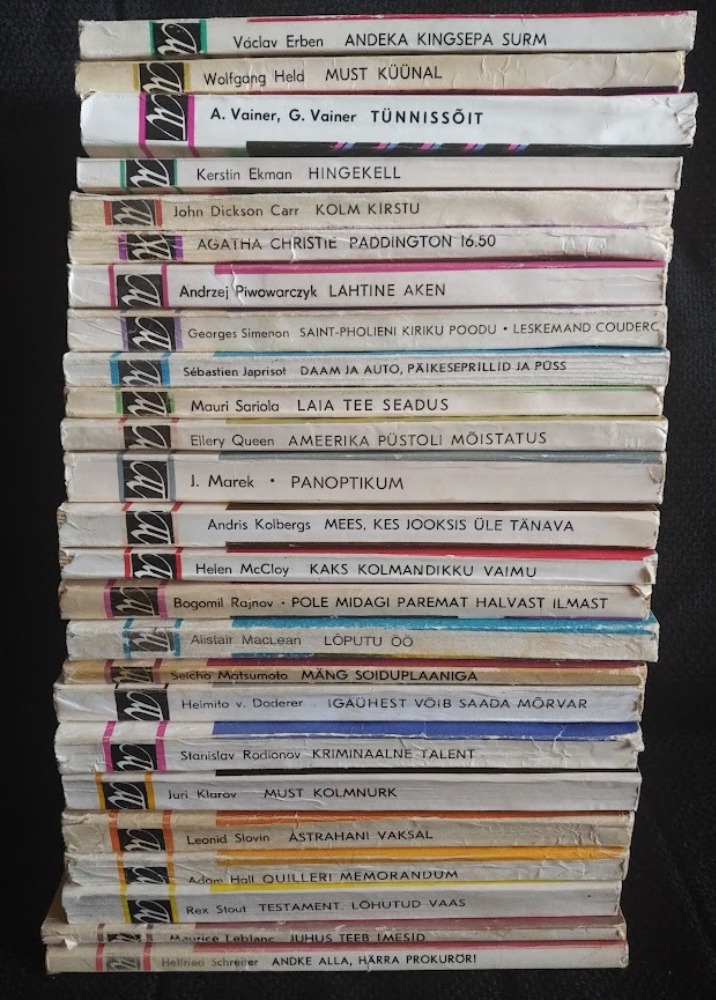 Václav Erben ANDEKA KINGSEPA SURM
Wolfgang Held MUST KÜÜNAL
A. Vainer, G. Vainer TÜNNISSÕIT
Kerstin Ekman HINGEKELL
John Dickson Carr KOLM KIRSTU
AGATHA CHRISTIE PADDINGTON 16.50
Andrzej Piwowarczyk LAHTINE AKEN
Georges Simenon SAINT-PHOLIENI KIRIKU POODU • LESKEMAND COUDERC
Sébastien Japrisot DAAM JA AUTO, PÄIKESEPRILLID JA PÜSS
Mauri Sariola LAIA TEE SEADUS
Ellery Queen AMEERIKA PÜSTOLI MÕISTATUS
J. Marek • PANOPTIKUM
Andris Kolbergs MEES, KES JOOKSIS ÜLE TÄNAVA
Helen McCloy KAKS KOLMANDIKKU VAIMU
Bogomil Rajnov • POLE MIDAGI PAREMAT HALVAST ILMAST
Alistair MacLean LÕPUTU ÖÖ
Seicho Matsumoto MÄNG SÕIDUPLAANIGA
Heimito v. Doderer IGAÜHEST VÕIB SAADA MÕRVAR
Stanislav Rodionov KRIMINAALNE TALENT
Juri Klarov MUST KOLMNURK
Leonid Slovin ASTRAHANI VAKSAL
Adam Hall QUILLERI MEMORANDUM
Rex Stout TESTAMENT. LÕHUTUD VAAS
Maurice Leblanc JUHUS TEEB IMESID
Hellfried Schreiter ANDKE ALLA, HÄRRA PROKURÖR!